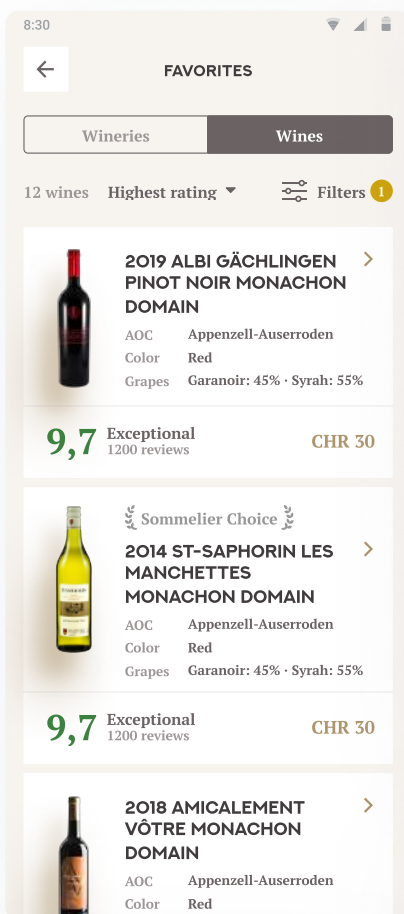 8:30
FAVORITES
Wineries
Wines
12 wines
Highest rating
Filters
1
2019 ALBI GÄCHLINGEN
PINOT NOIR MONACHON
DOMAIN
AOC Appenzell-Auserroden
Color Red
Grapes Garanoir: 45% · Syrah: 55%
9,7
Exceptional
1200 reviews
CHR 30
Sommelier Choice
2014 ST-SAPHORIN LES
MANCHETTES
MONACHON DOMAIN
AOC Appenzell-Auserroden
Color Red
Grapes Garanoir: 45% · Syrah: 55%
9,7
Exceptional
1200 reviews
CHR 30
2018 AMICALEMENT
VÔTRE MONACHON
DOMAIN
AOC Appenzell-Auserroden
Color Red